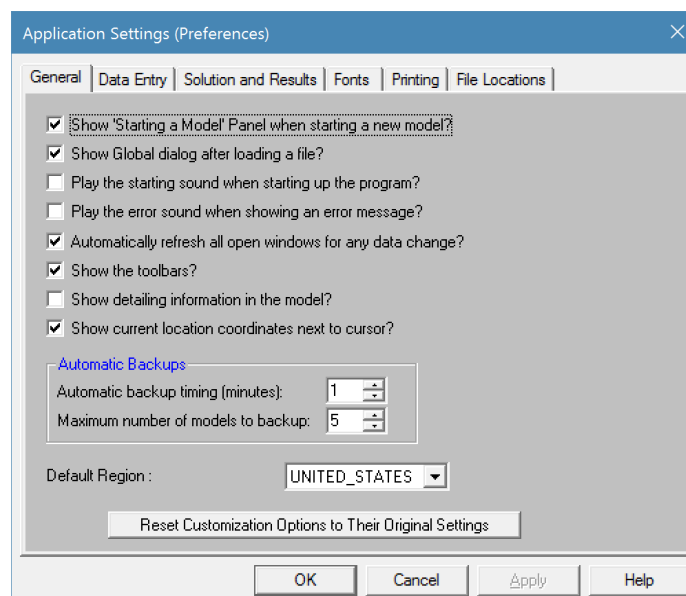 Application Settings (Preferences)
General Data Entry Solution and Results Fonts Printing File Locations
Show 'Starting a Model' Panel when starting a new model?
Show Global dialog after loading a file?
Play the starting sound when starting up the program?
Play the error sound when showing an error message?
Automatically refresh all open windows for any data change?
Show the toolbars?
Show detailing information in the model?
Show current location coordinates next to cursor?
Automatic Backups
Automatic backup timing (minutes): 1
Maximum number of models to backup: 5
Default Region : UNITED_STATES
Reset Customization Options to Their Original Settings
OK Cancel Apply Help